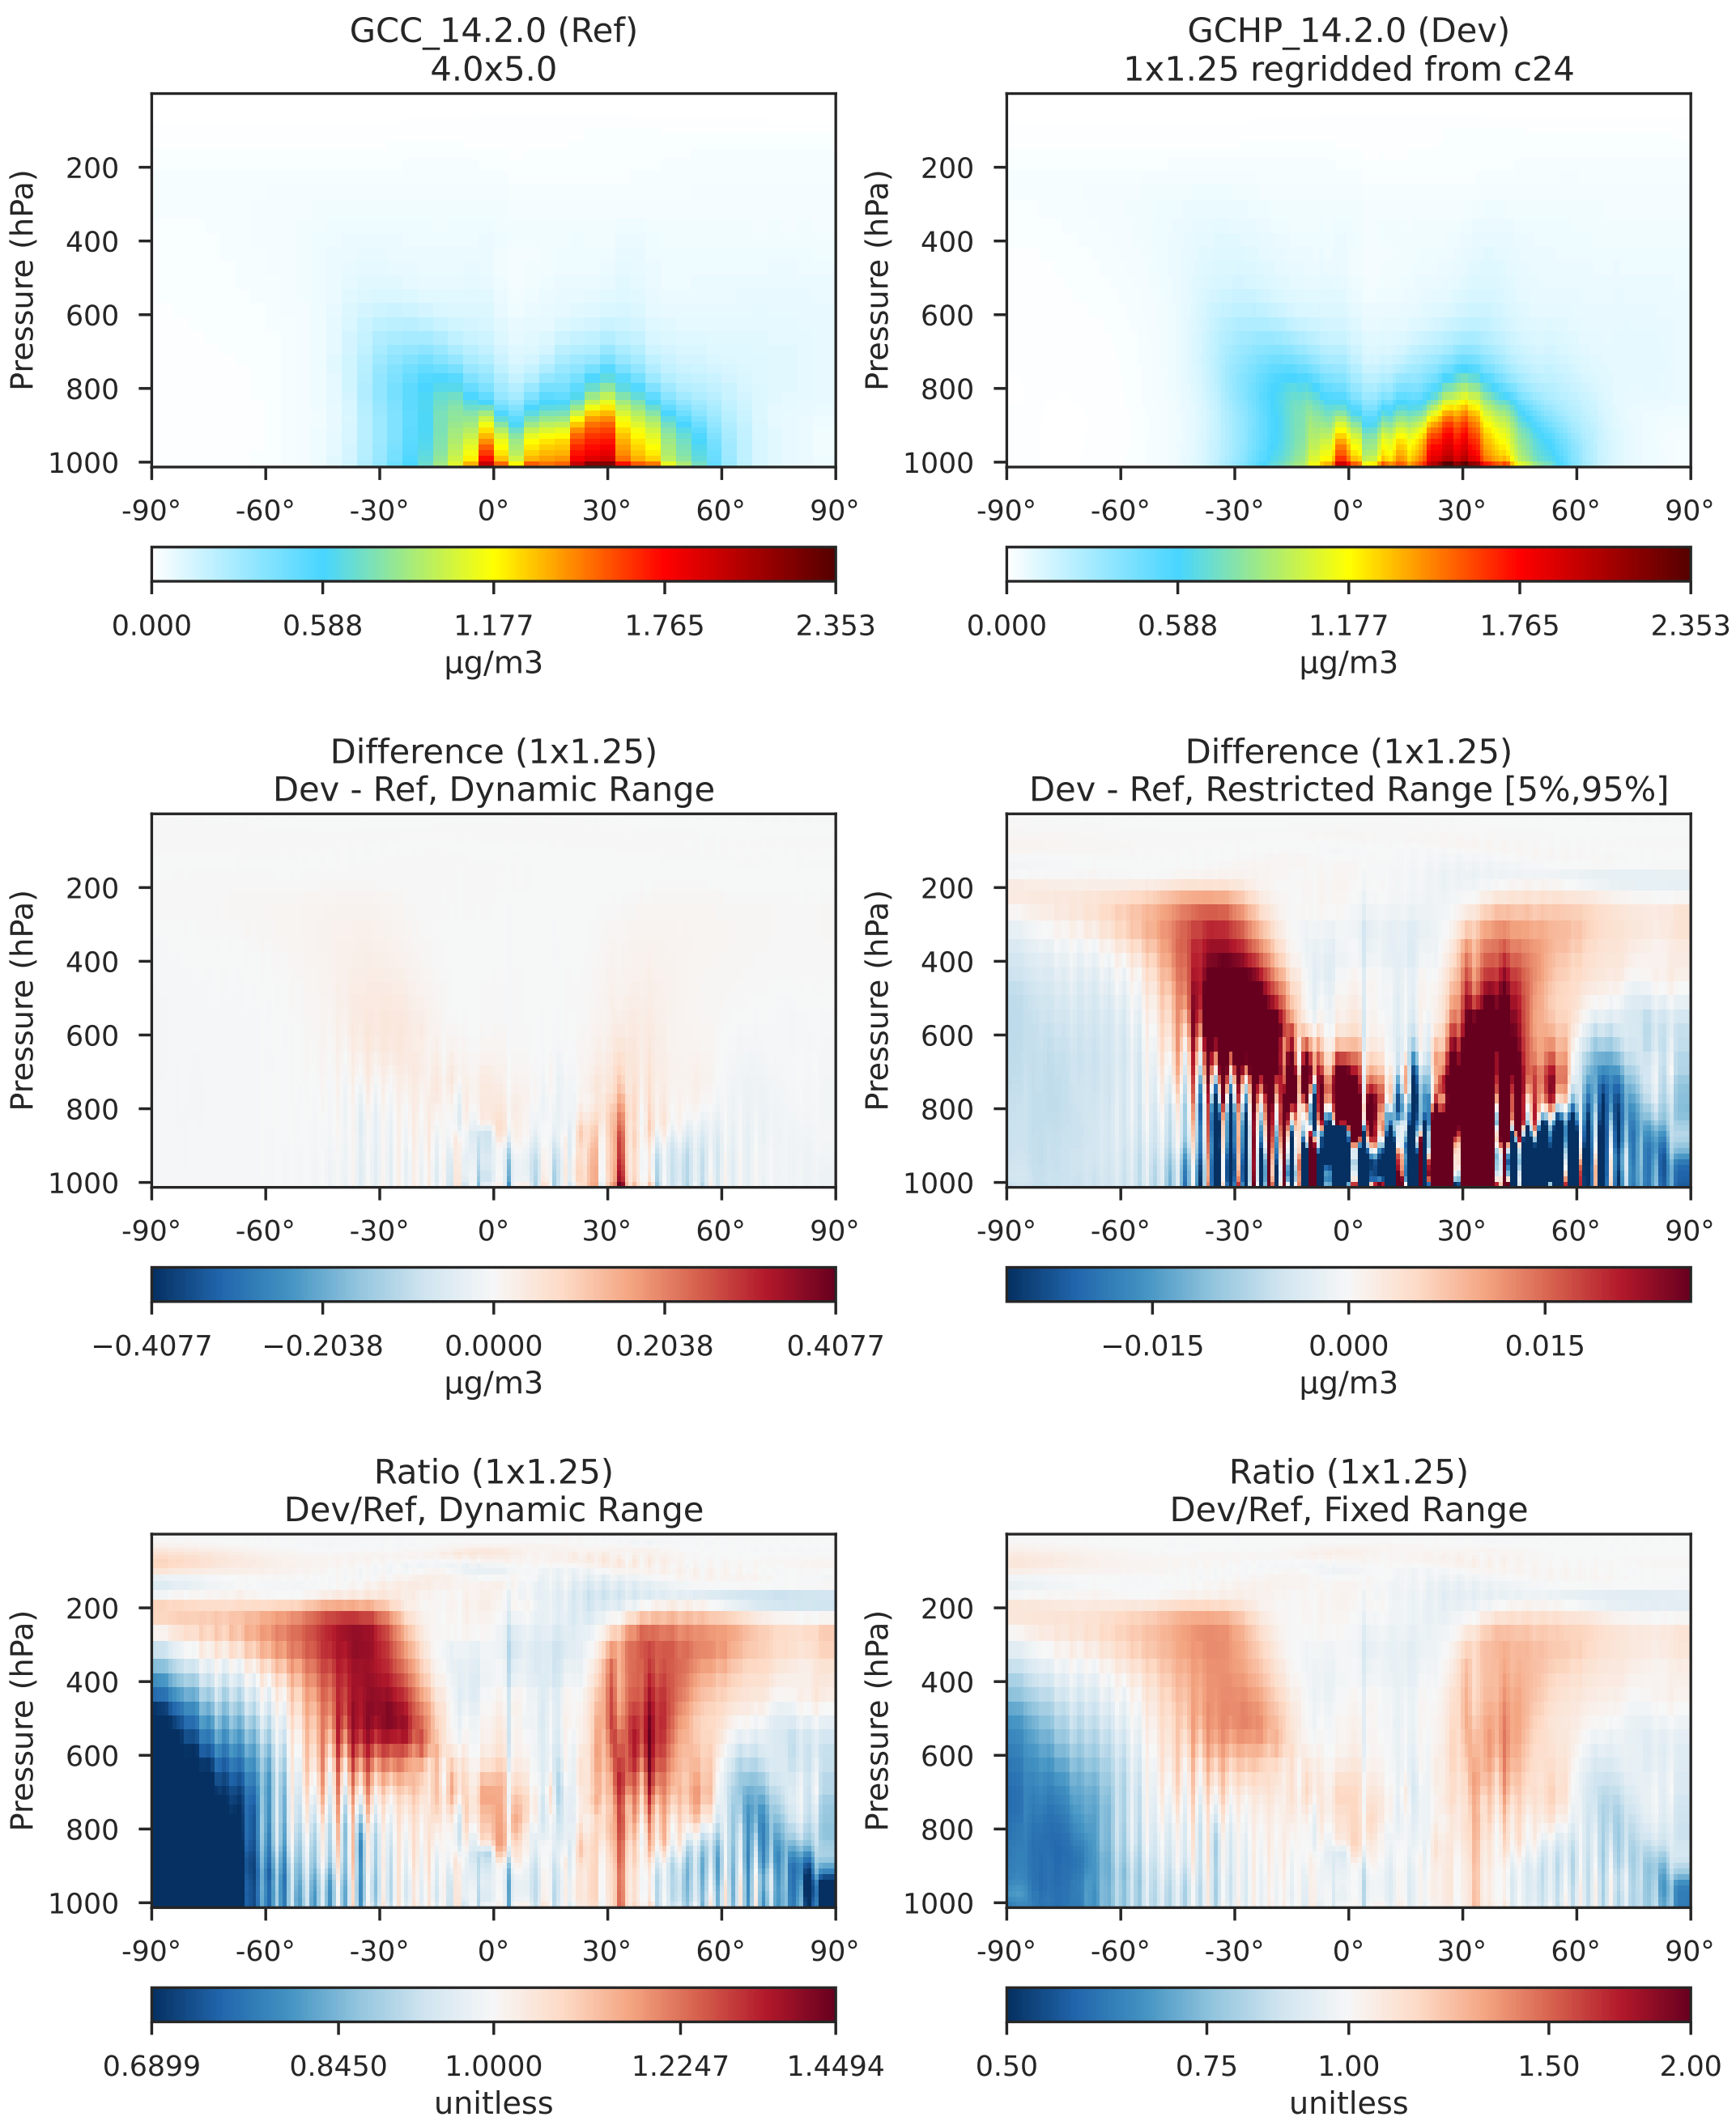 GCC_14.2.0 (Ref)
4.0x5.0
Pressure (hPa)
200
400
600
800
1000
-90° -60° -30° 0° 30° 60° 90°
0.000 0.588 1.177 1.765 2.353
µg/m3
GCHP_14.2.0 (Dev)
1x1.25 regridded from c24
Pressure (hPa)
200
400
600
800
1000
-90° -60° -30° 0° 30° 60° 90°
0.000 0.588 1.177 1.765 2.353
µg/m3
Difference (1x1.25)
Dev - Ref, Dynamic Range
Pressure (hPa)
200
400
600
800
1000
-90° -60° -30° 0° 30° 60° 90°
−0.4077 −0.2038 0.0000 0.2038 0.4077
µg/m3
Difference (1x1.25)
Dev - Ref, Restricted Range [5%,95%]
Pressure (hPa)
200
400
600
800
1000
-90° -60° -30° 0° 30° 60° 90°
−0.015 0.000 0.015
µg/m3
Ratio (1x1.25)
Dev/Ref, Dynamic Range
Pressure (hPa)
200
400
600
800
1000
-90° -60° -30° 0° 30° 60° 90°
0.6899 0.8450 1.0000 1.2247 1.4494
unitless
Ratio (1x1.25)
Dev/Ref, Fixed Range
Pressure (hPa)
200
400
600
800
1000
-90° -60° -30° 0° 30° 60° 90°
0.50 0.75 1.00 1.50 2.00
unitless